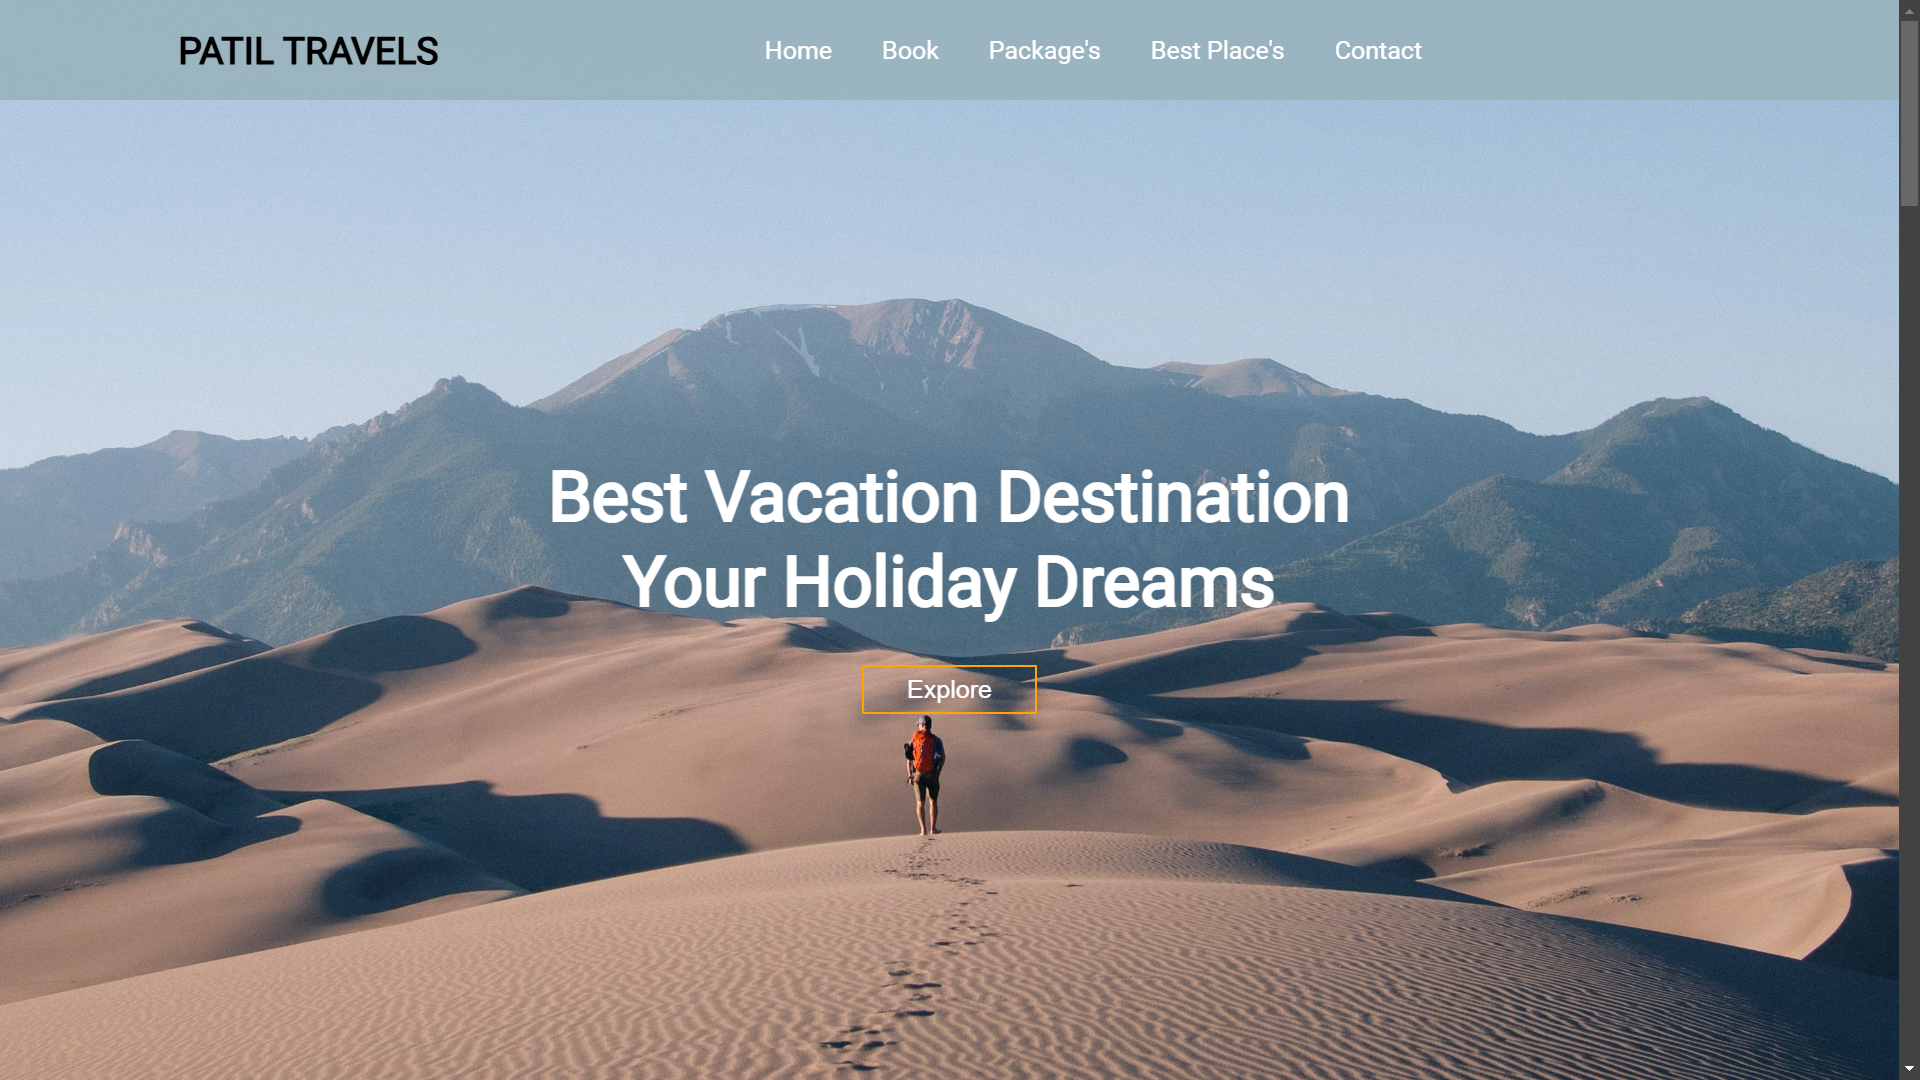 PATIL TRAVELS
Home Book Package's Best Place's Contact
Best Vacation Destination
Your Holiday Dreams
Explore